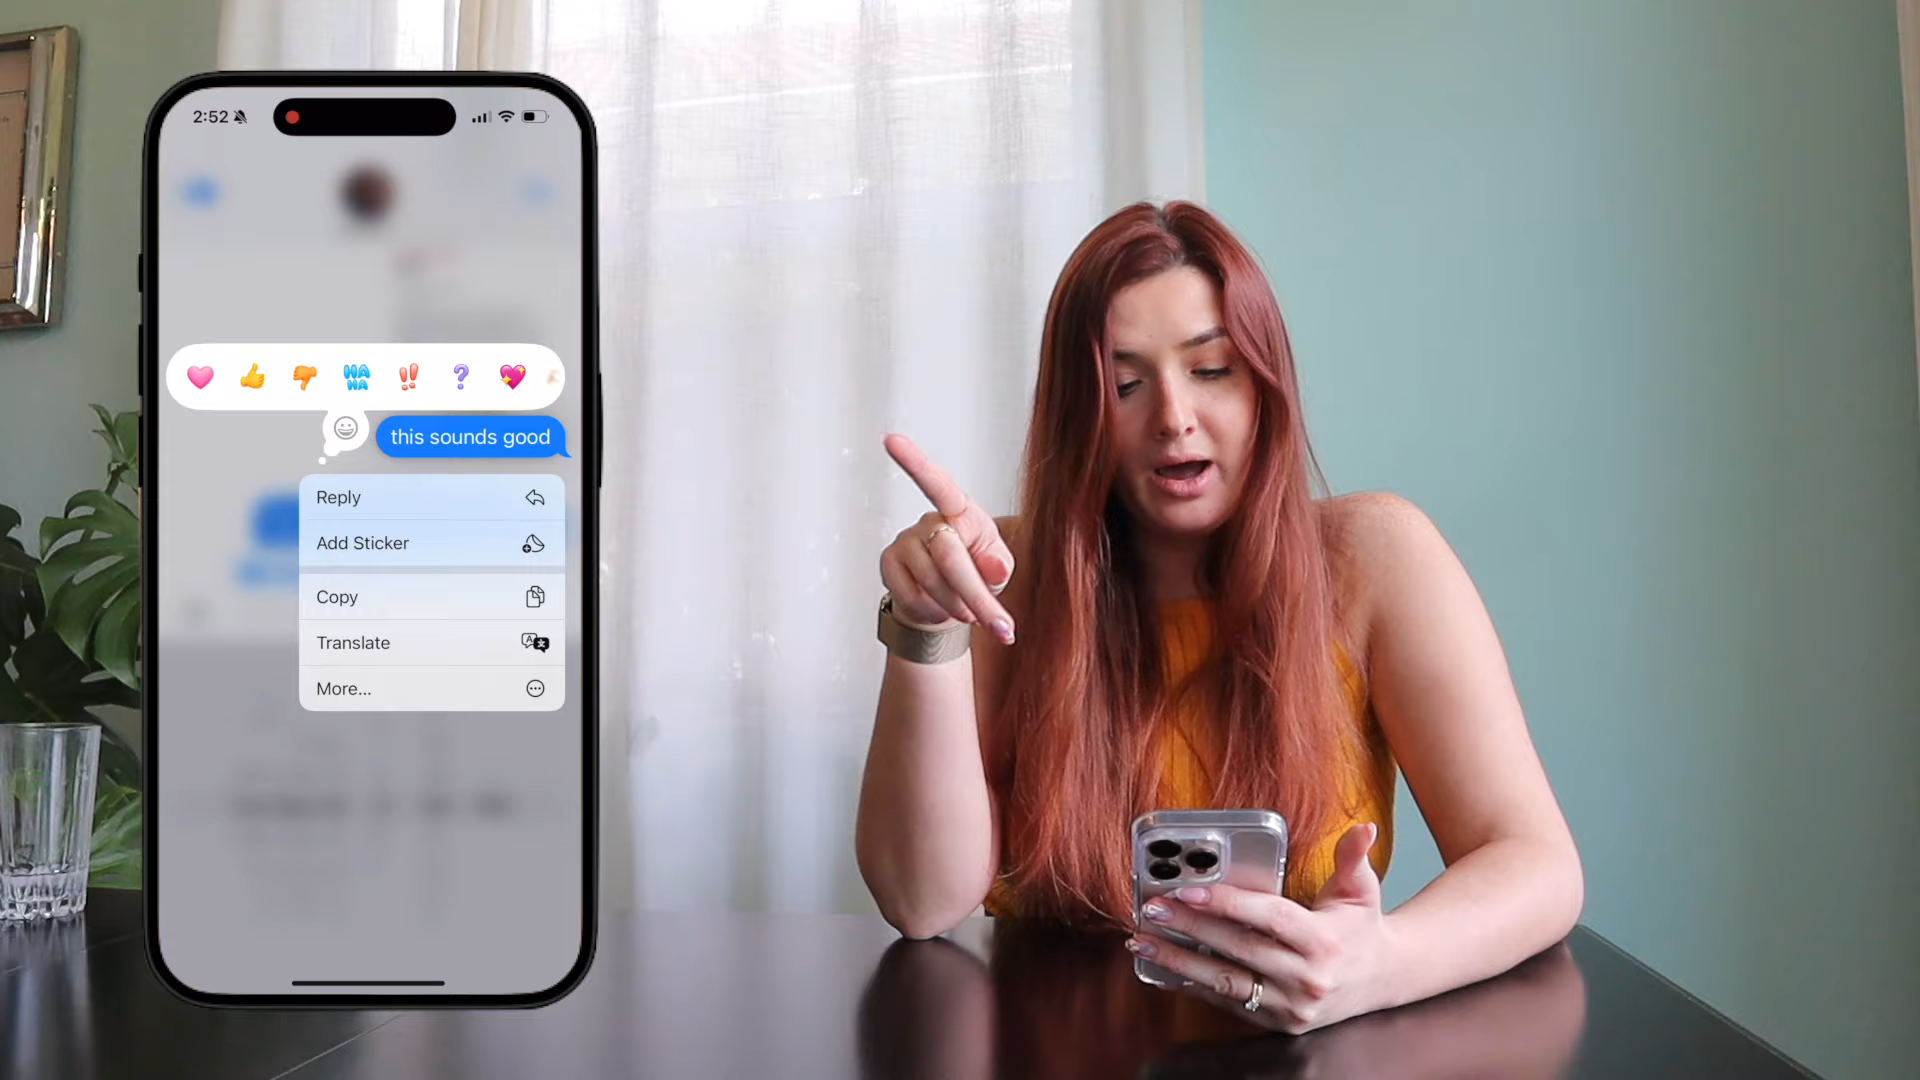 2:52
HA
HA
!!
?
this sounds good
Reply
Add Sticker
Copy
Translate
More...